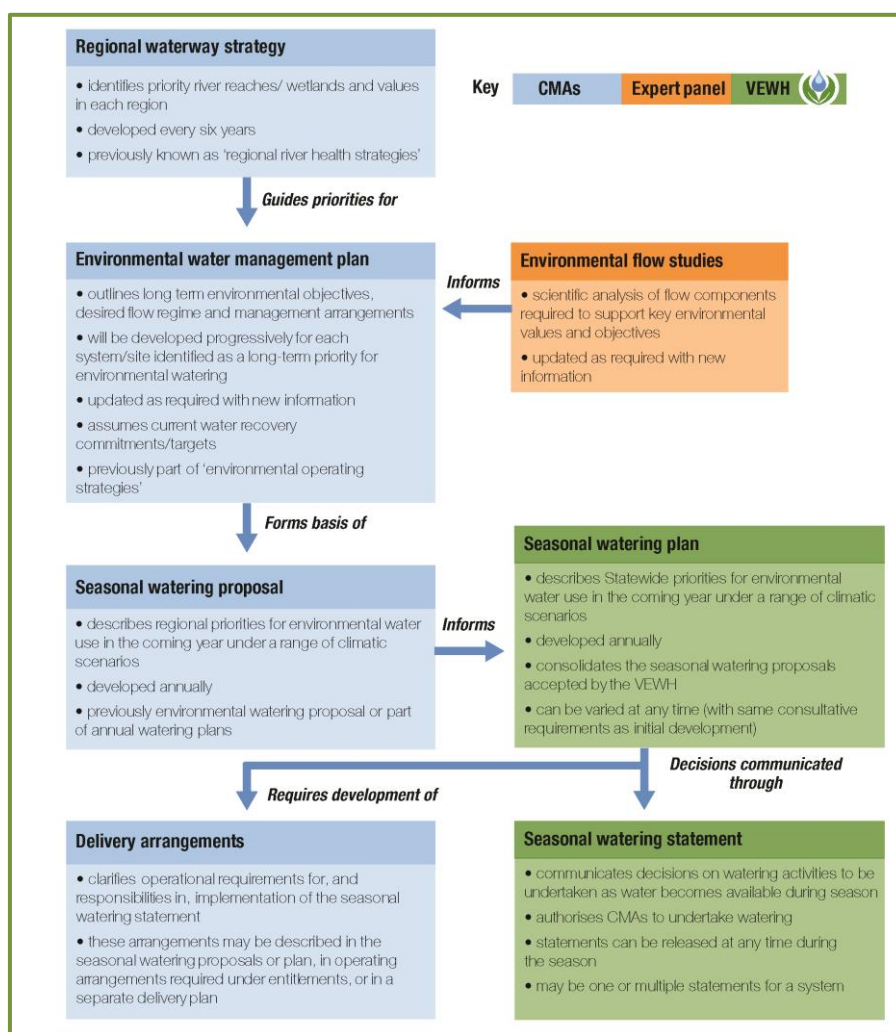 Regional waterway strategy
• identifies priority river reaches/ wetlands and values
in each region
• developed every six years
• previously known as ‘regional river health strategies’
Key CMAs Expert panel VEWH
Guides priorities for
Environmental water management plan
• outlines long term environmental objectives,
desired flow regime and management arrangements
• will be developed progressively for each
system/site identified as a long-term priority for
environmental watering
• updated as required with new information
• assumes current water recovery
commitments/targets
• previously part of ‘environmental operating
strategies’
Informs
Environmental flow studies
• scientific analysis of flow components
required to support key environmental
values and objectives
• updated as required with new
information
Forms basis of
Seasonal watering proposal
• describes regional priorities for environmental water
use in the coming year under a range of climatic
scenarios
• developed annually
• previously environmental watering proposal or part
of annual watering plans
Informs
Seasonal watering plan
• describes Statewide priorities for environmental
water use in the coming year under a range of climatic
scenarios
• developed annually
• consolidates the seasonal watering proposals
accepted by the VEWH
• can be varied at any time (with same consultative
requirements as initial development)
Requires development of
Decisions communicated
through
Delivery arrangements
• clarifies operational requirements for, and
responsibilities in, implementation of the seasonal
watering statement
• these arrangements may be described in the
seasonal watering proposals or plan, in operating
arrangements required under entitlements, or in a
separate delivery plan
Seasonal watering statement
• communicates decisions on watering activities to be
undertaken as water becomes available during season
• authorises CMAs to undertake watering
• statements can be released at any time during
the season
• may be one or multiple statements for a system